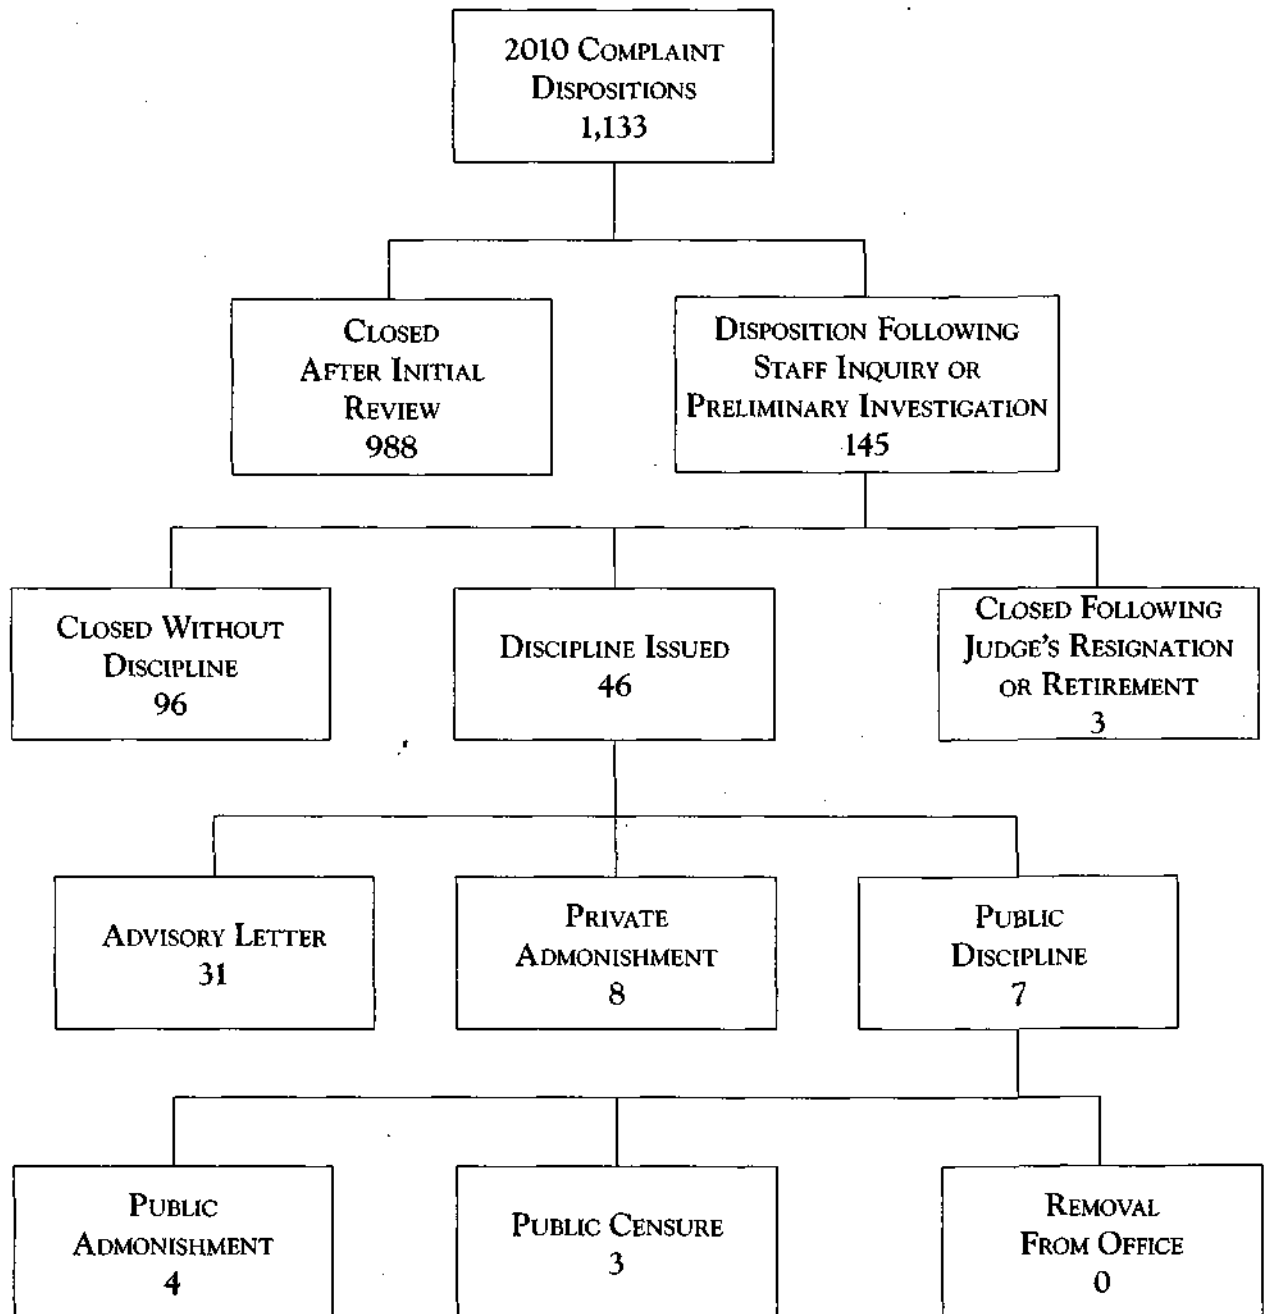 2010 COMPLAINT
DISPOSITIONS
1,133
CLOSED
AFTER INITIAL
REVIEW
988
DISPOSITION FOLLOWING
STAFF INQUIRY OR
PRELIMINARY INVESTIGATION
145
CLOSED WITHOUT
DISCIPLINE
96
DISCIPLINE ISSUED
46
CLOSED FOLLOWING
JUDGE'S RESIGNATION
OR RETIREMENT
3
ADVISORY LETTER
31
PRIVATE
ADMONISHMENT
8
PUBLIC
DISCIPLINE
7
PUBLIC
ADMONISHMENT
4
PUBLIC CENSURE
3
REMOVAL
FROM OFFICE
0